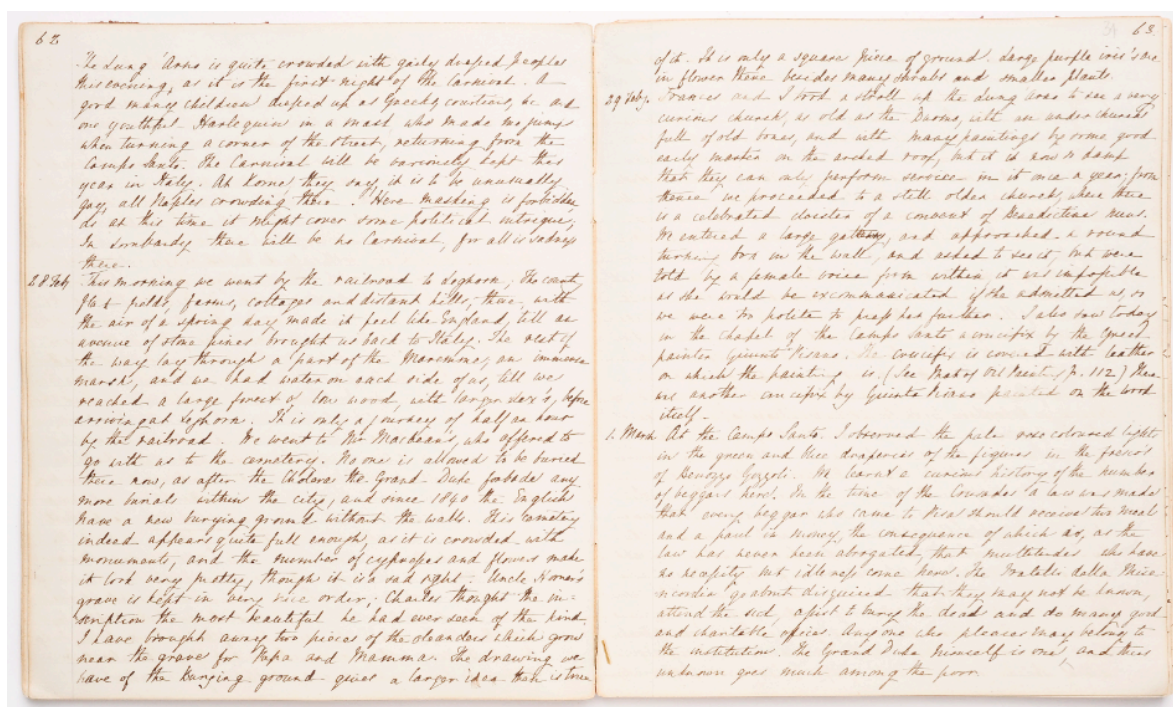 62
The Lung' Arno is quite crowded with gaily dressed people
this evening, as it is the first night of the Carnival. A
good many children dressed up as Greeks, courtiers, &c and
one youthful Harlequin in a mask who made me jump
when turning a corner of the street, returning from the
Campo Santo. The Carnival will be variously kept this
year in Italy. At Rome, they say, it is to be unusually
gay, all Naples crowding there. Here masking is forbidden
as at this time it might cover some political intrigue;
In Lombardy there will be no Carnival, for all is sadness
there.
28 Feb This morning we went by the railroad to Leghorn; The country
flat fields, farms, cottages and distant hills, these with
the air of a spring day made it feel like England, till an
avenue of stone pines brought us back to Italy. The rest of
the way lay through a part of the Maremma, an immense
marsh, and we had water on each side of us, till we
reached a large forest of low wood, with larger before
arriving at Leghorn. It is only a journey of half an hour
by the railroad. We went to Mr Macbeans, who offered to
go with us to the cemetery. No one is allowed to be buried
there now, as after the Cholera the Grand Duke forbade any
more burials within the city, and since 1840 the English
have a new burying ground without the walls. This cemetery
indeed appears quite full enough, as it is crowded with
monuments, and the number of cypresses and flowers make
it look very pretty, though it is a sad sight. Uncle Horner's
grave is kept in very nice order; Charles thought the in=
scription the most beautiful he had ever seen of the kind.
I have brought away two pieces of the oleanders which grow
near the grave for Papa and Mamma. The drawing we
have of the Burying ground gives a larger idea than is true
63
of it. It is only a square piece of ground. Large purple iris's are
in flower there besides many shrubs and smaller plants.
29 Feby. Frances and I took a stroll up the Lung' Arno to see a very
curious church, as old as the Duomo, with an under church
full of old bones, and with many paintings by some good
early master on the arched roof, but it is now so damp
that they can only perform service in it once a year; from
thence we proceeded to a still older church, where there
is a celebrated cloister of a convent of Benedictine nuns.
We entered a large gallery, and approached a round
turning box in the wall, and asked to see it, but were
told by a female voice from within it was impossible
as she would be excommunicated if she admitted us, so
we were too polite to press her further. I also saw today
in the chapel of the Campo Santo a crucifix by the Greek
painter Giunto Pisano. The crucifix is covered with leather
on which the painting is. (See Hist of Oil Painting p. 112) There
was another crucifix by Giunto Pisano painted on the wood
itself.
1. March At the Campo Santo. I observed the pale rose coloured lights
in the green and blue draperies of the figures in the frescos
of Benozzo Gozzoli. We learnt a curious history of the number
of beggars here. In the time of the Crusades a law was made
that every beggar who came to Pisa should receive two meals
and a paul in money, the consequence of which is, as the
law has never been abrogated, that multitudes who have
no necessity but idleness come here. The Fratelli della Mise=
ricordia go about disguised that they may not be known,
attend the sick, assist to bury the dead and do many good
and charitable offices. Anyone who pleases may belong to
the institution. The Grand Duke himself is one, and thus
unknown goes much among the poor